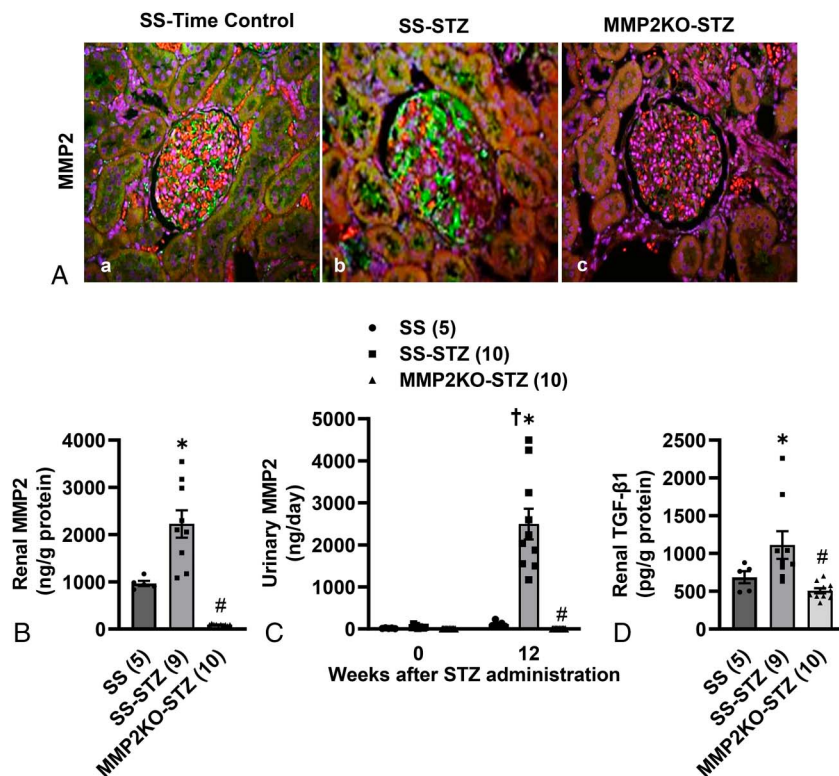 SS-Time Control
SS-STZ
MMP2KO-STZ
MMP2
a
b
c
A
SS (5)
SS-STZ (10)
MMP2KO-STZ (10)
Renal MMP2
(ng/g protein)
4000
3000
2000
1000
0
*
#
B
SS (5)
SS-STZ (9)
MMP2KO-STZ (10)
Urinary MMP2
(ng/day)
5000
4000
3000
2000
1000
0
†*
#
C
0
12
Weeks after STZ administration
Renal TGF-β1
(pg/g protein)
2500
2000
1500
1000
500
0
*
#
D
SS (5)
SS-STZ (9)
MMP2KO-STZ (10)